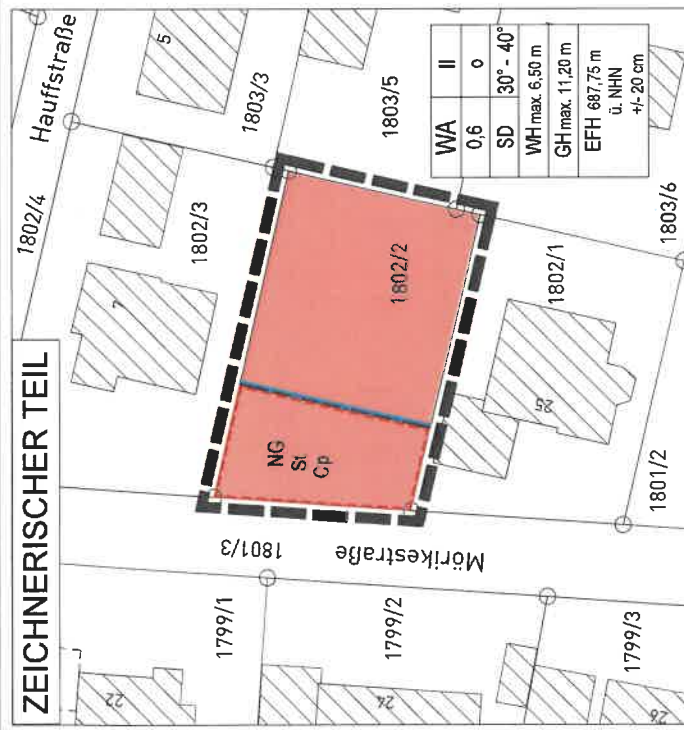 ZEICHNERISCHER TEIL
Hauffstraße
1802/4
5
1803/3
7
1802/3
1803/5
1802/2
NG
St
Cp
Mörikestraße
1801/3
1802/1
25
1803/6
1801/2
1799/1
1799/2
1799/3
22
24
26
WA II
0,6 o
SD 30° - 40°
WH max. 6,50 m
GH max. 11,20 m
EFH 687,75 m
ü. NHN
+/- 20 cm